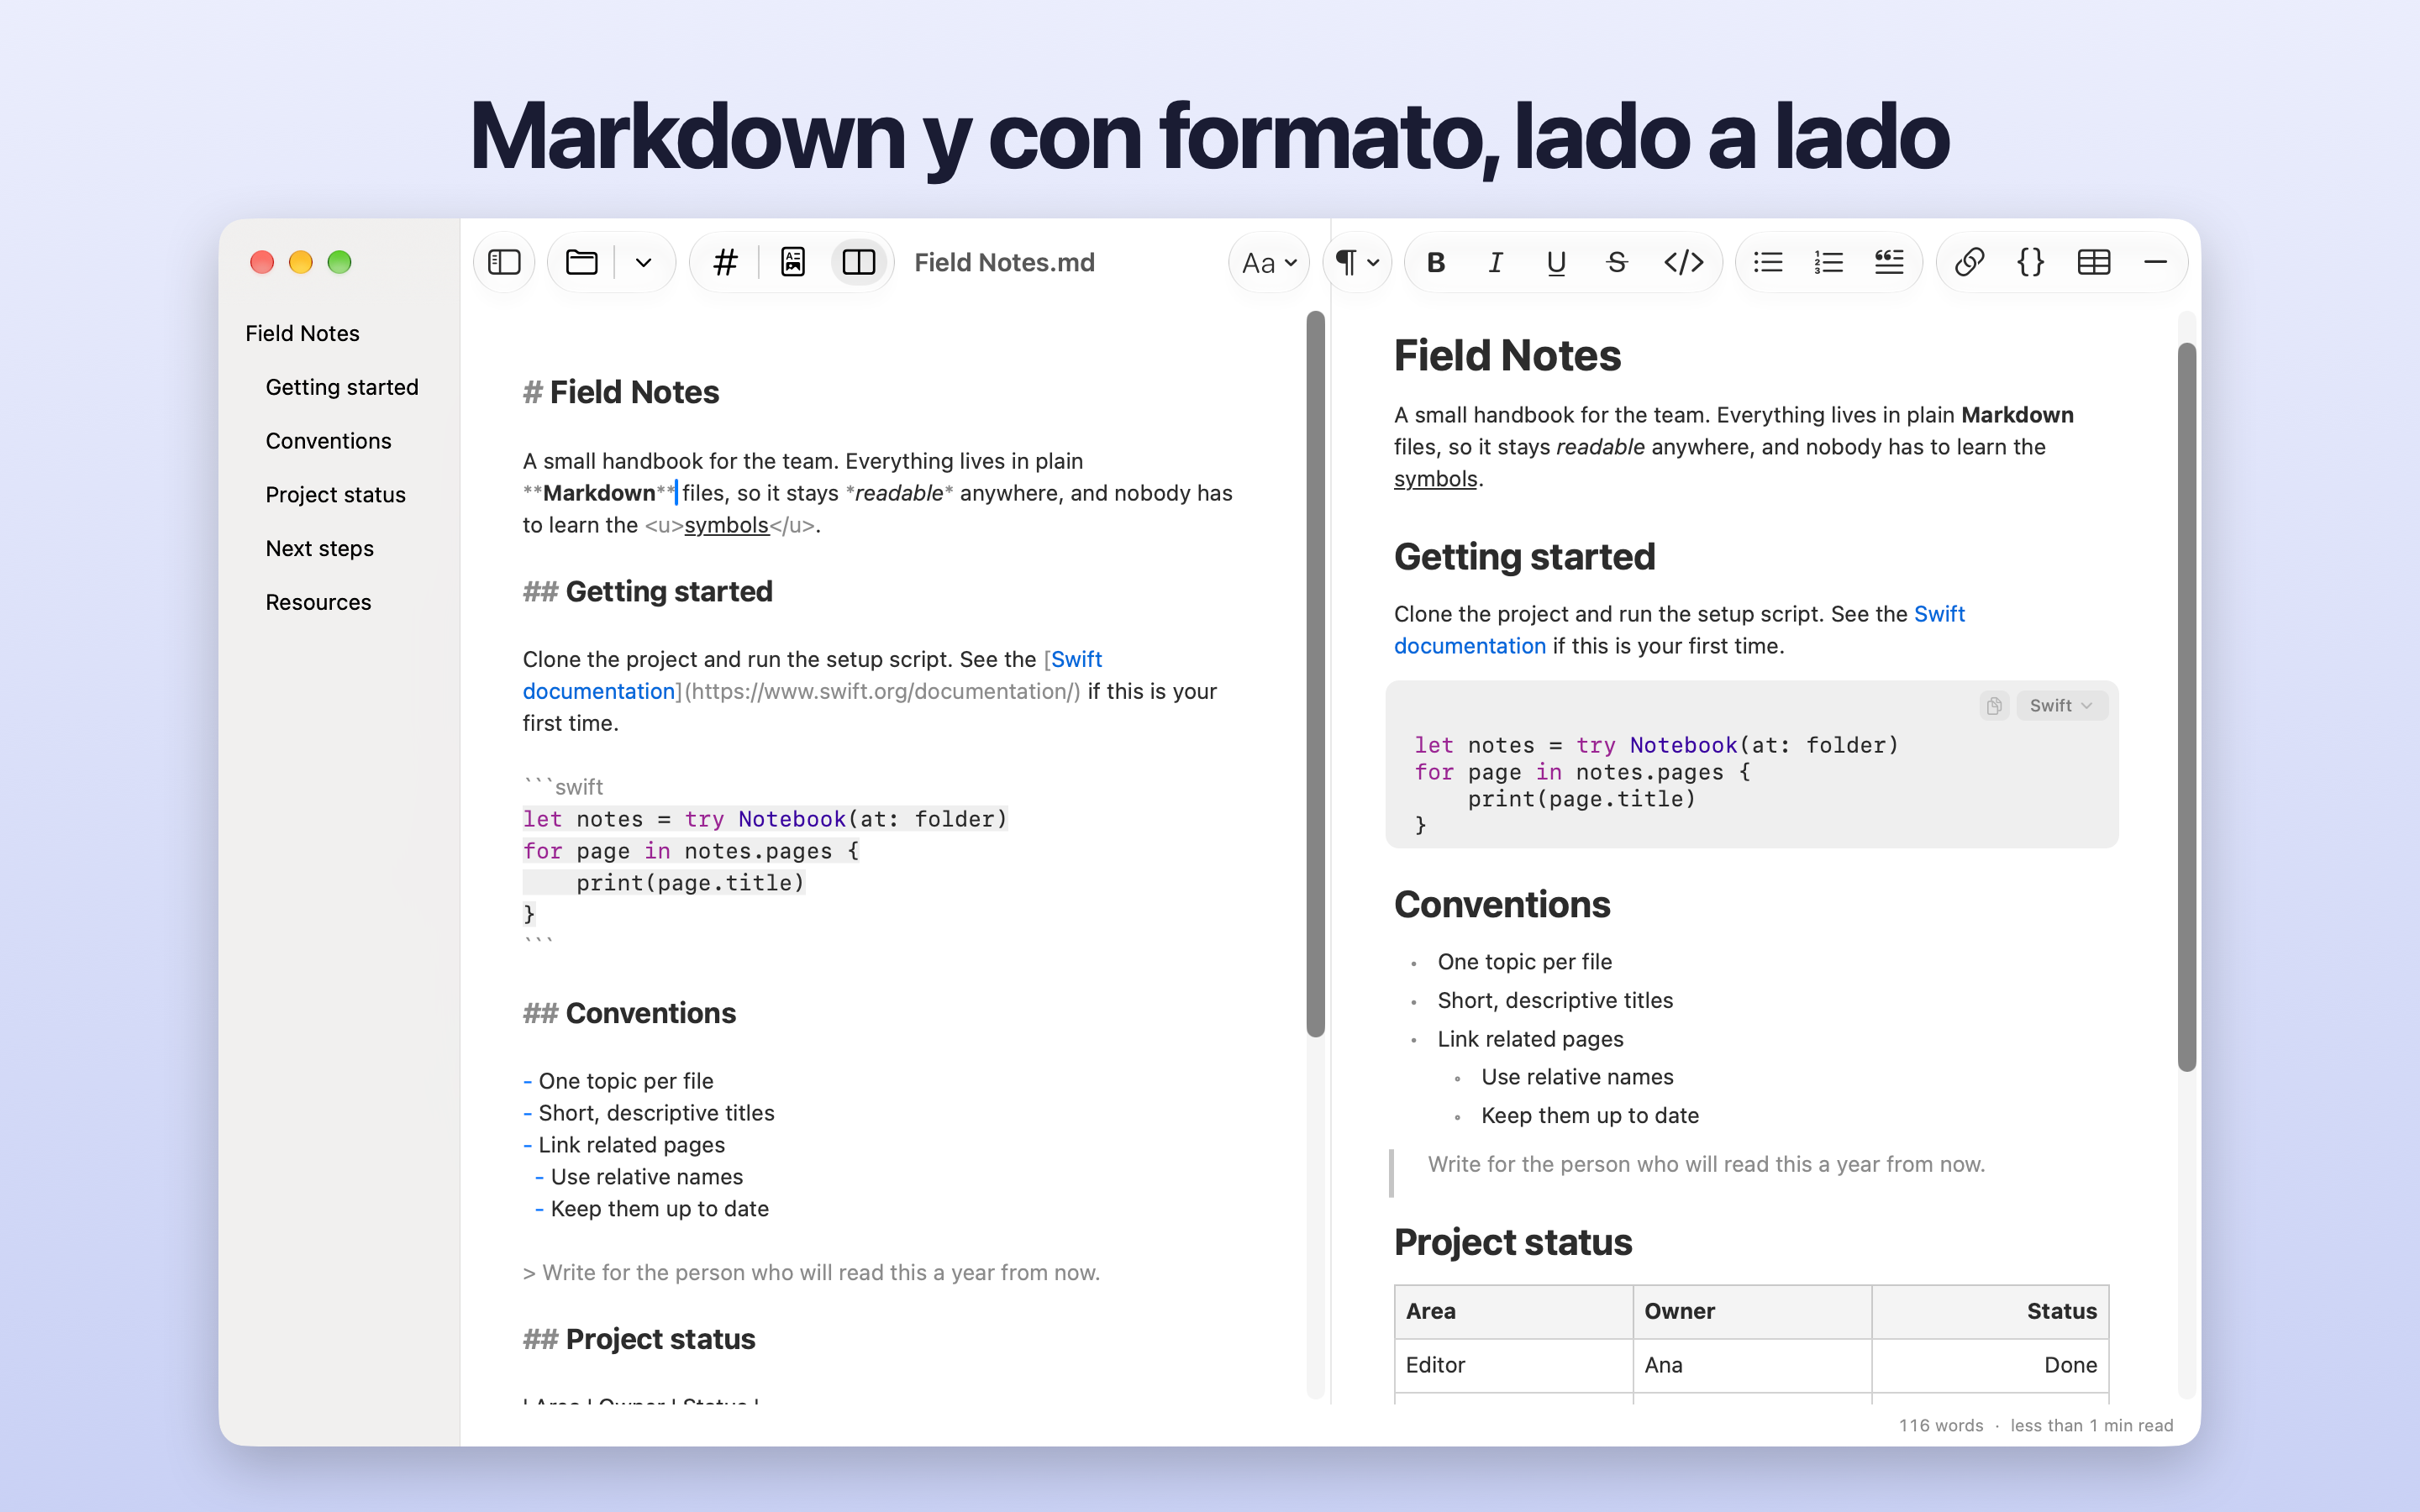 Markdown y con formato, lado a lado
Field Notes.md
Aa
B I U S </>
{}
Field Notes
Getting started
Conventions
Project status
Next steps
Resources
# Field Notes
A small handbook for the team. Everything lives in plain
**Markdown** files, so it stays *readable* anywhere, and nobody has
to learn the <u>symbols</u>.
## Getting started
Clone the project and run the setup script. See the [Swift
documentation](https://www.swift.org/documentation/) if this is your
first time.
```swift
let notes = try Notebook(at: folder)
for page in notes.pages {
    print(page.title)
}
```
## Conventions
- One topic per file
- Short, descriptive titles
- Link related pages
  - Use relative names
  - Keep them up to date
> Write for the person who will read this a year from now.
## Project status
| Area | Owner | Status |
Field Notes
A small handbook for the team. Everything lives in plain Markdown
files, so it stays readable anywhere, and nobody has to learn the
symbols.
Getting started
Clone the project and run the setup script. See the Swift
documentation if this is your first time.
Swift
let notes = try Notebook(at: folder)
for page in notes.pages {
    print(page.title)
}
Conventions
• One topic per file
• Short, descriptive titles
• Link related pages
◦ Use relative names
◦ Keep them up to date
Write for the person who will read this a year from now.
Project status
Area Owner Status
Editor Ana Done
116 words · less than 1 min read